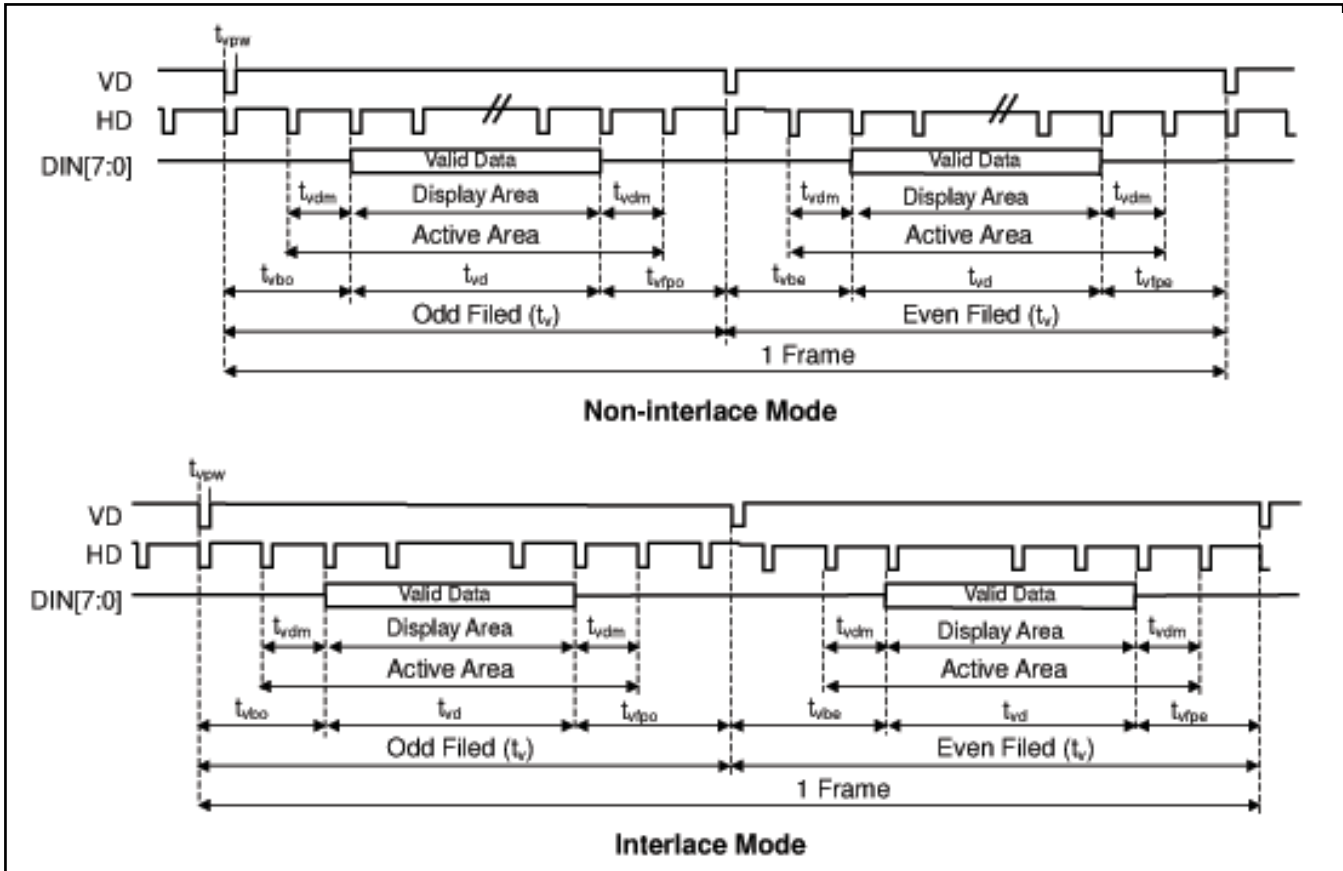 tvpw
VD
HD
DIN[7:0]
Valid Data Valid Data
tvdm Display Area tvdm tvdm Display Area tvdm
Active Area Active Area
tvbo tvd tvfpo tvbe tvd tvfpe
Odd Filed (tv) Even Filed (tv)
1 Frame
Non-interlace Mode
tvpw
VD
HD
DIN[7:0]
Valid Data Valid Data
tvdm Display Area tvdm tvdm Display Area tvdm
Active Area Active Area
tvbo tvd tvfpo tvbe tvd tvfpe
Odd Filed (tv) Even Filed (tv)
1 Frame
Interlace Mode